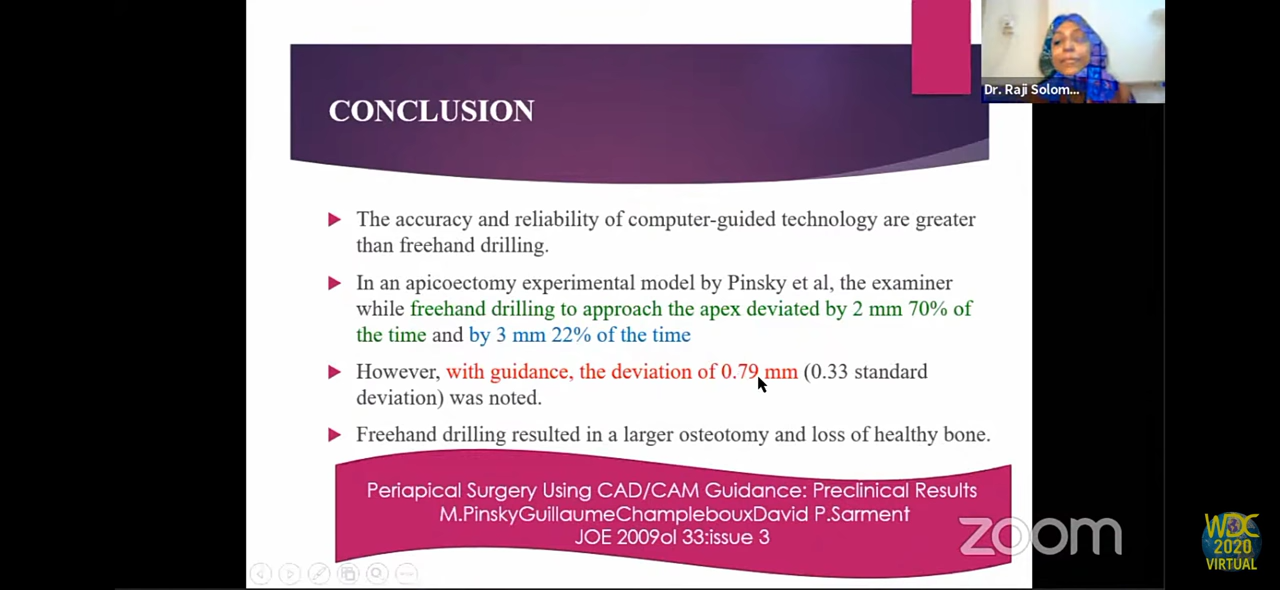 Dr. Raji Solom...
CONCLUSION
The accuracy and reliability of computer-guided technology are greater
than freehand drilling.
In an apicoectomy experimental model by Pinsky et al, the examiner
while freehand drilling to approach the apex deviated by 2 mm 70% of
the time and by 3 mm 22% of the time
However, with guidance, the deviation of 0.79 mm (0.33 standard
deviation) was noted.
Freehand drilling resulted in a larger osteotomy and loss of healthy bone.
Periapical Surgery Using CAD/CAM Guidance: Preclinical Results
M.PinskyGuillaumeChamplebouxDavid P.Sarment
JOE 2009ol 33:issue 3
zoom
WDC
2020
VIRTUAL